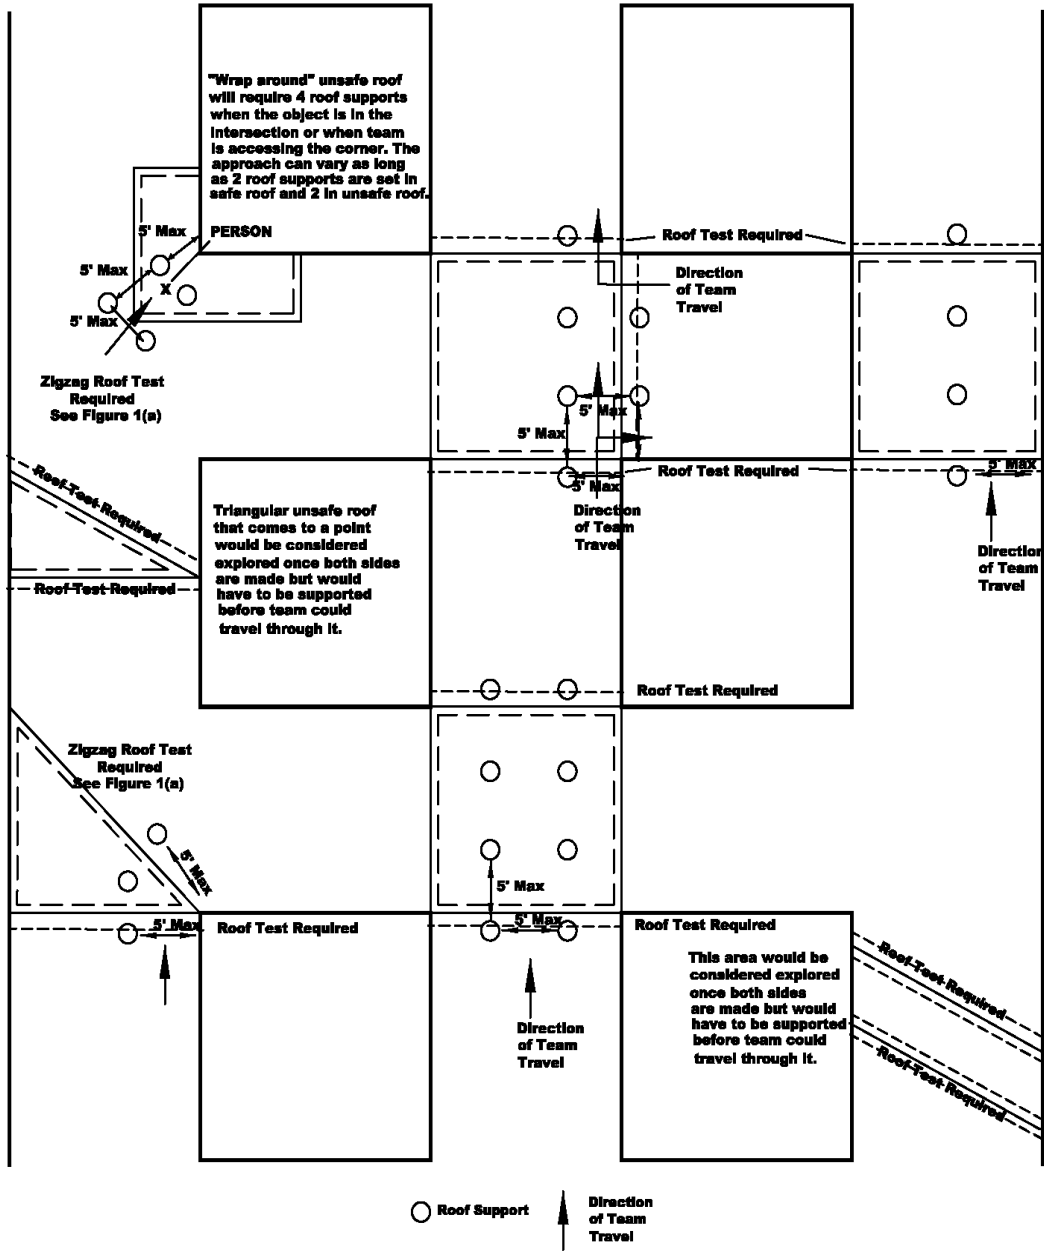 "Wrap around" unsafe roof
will require 4 roof supports
when the object is in the
intersection or when team
is accessing the corner. The
approach can vary as long
as 2 roof supports are set in
safe roof and 2 in unsafe roof.
5' Max
PERSON
5' Max
X
5' Max
Zigzag Roof Test
Required
See Figure 1(a)
Roof Test Required
Direction
of Team
Travel
5' Max
5' Max
Roof Test Required
5' Max
5' Max
Direction
of Team
Travel
Direction
of Team
Travel
Roof Test Required
Roof Test Required
Triangular unsafe roof
that comes to a point
would be considered
explored once both sides
are made but would
have to be supported
before team could
travel through it.
Roof Test Required
Zigzag Roof Test
Required
See Figure 1(a)
5' Max
5' Max
5' Max
Roof Test Required
5' Max
Roof Test Required
This area would be
considered explored
once both sides
are made but would
have to be supported
before team could
travel through it.
Roof Test Required
Roof Test Required
Direction
of Team
Travel
Roof Support
Direction
of Team
Travel